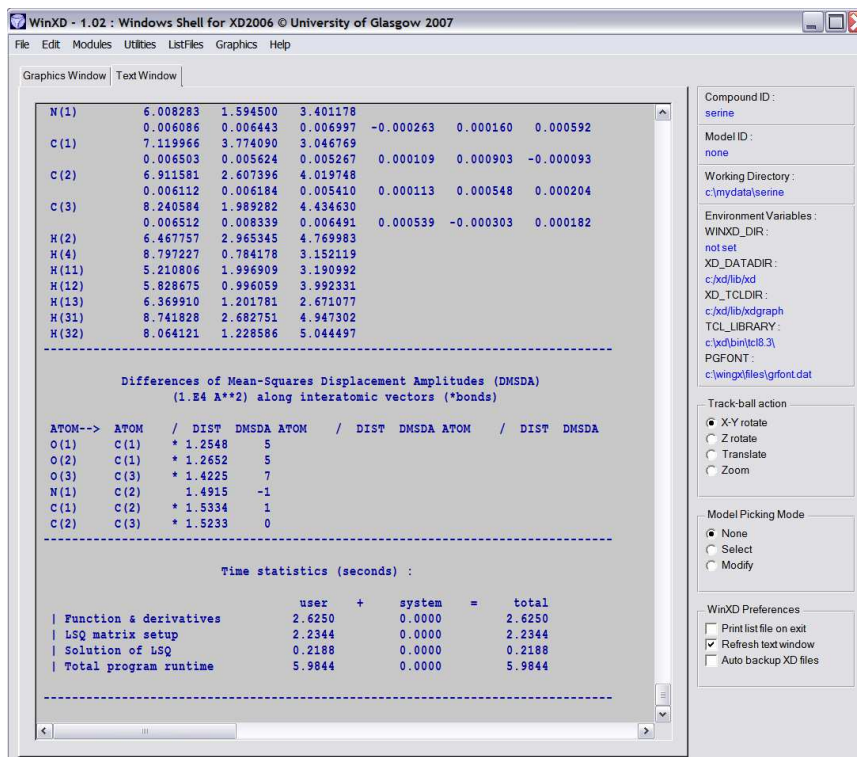 WinXD - 1.02 : Windows Shell for XD2006 © University of Glasgow 2007
File Edit Modules Utilities ListFiles Graphics Help
Graphics Window Text Window
N(1) 6.008283 1.594500 3.401178
0.006086 0.006443 0.006997 -0.000263 0.000160 0.000592
C(1) 7.119966 3.774090 3.046769
0.006503 0.005624 0.005267 0.000109 0.000903 -0.000093
C(2) 6.911581 2.607396 4.019748
0.006112 0.006184 0.005410 0.000113 0.000548 0.000204
C(3) 8.240584 1.989282 4.434630
0.006512 0.008339 0.006491 0.000539 -0.000303 0.000182
H(2) 6.467757 2.965345 4.769983
H(4) 8.797227 0.784178 3.152119
H(11) 5.210806 1.996909 3.190992
H(12) 5.828675 0.996059 3.992331
H(13) 6.369910 1.201781 2.671077
H(31) 8.741828 2.682751 4.947302
H(32) 8.064121 1.228586 5.044497
Differences of Mean-Squares Displacement Amplitudes (DMSDA)
(1.E4 A**2) along interatomic vectors (*bonds)
ATOM--> ATOM / DIST DMSDA ATOM / DIST DMSDA ATOM / DIST DMSDA
O(1) C(1) * 1.2548 5
O(2) C(1) * 1.2652 5
O(3) C(3) * 1.4225 7
N(1) C(2) 1.4915 -1
C(1) C(2) * 1.5334 1
C(2) C(3) * 1.5233 0
Time statistics (seconds) :
user + system = total
| Function & derivatives 2.6250 0.0000 2.6250
| LSQ matrix setup 2.2344 0.0000 2.2344
| Solution of LSQ 0.2188 0.0000 0.2188
| Total program runtime 5.9844 0.0000 5.9844
Compound ID :
serine
Model ID :
none
Working Directory :
c:\mydata\serine
Environment Variables :
WINXD_DIR :
not set
XD_DATADIR :
c:/xd/lib/xd
XD_TCLDIR :
c:/xd/lib/xdgraph
TCL_LIBRARY :
c:\xd\bin\tcl8.3\
PGFONT :
c:\wingx\files\grfont.dat
Track-ball action
X-Y rotate
Z rotate
Translate
Zoom
Model Picking Mode
None
Select
Modify
WinXD Preferences
Print list file on exit
Refresh text window
Auto backup XD files